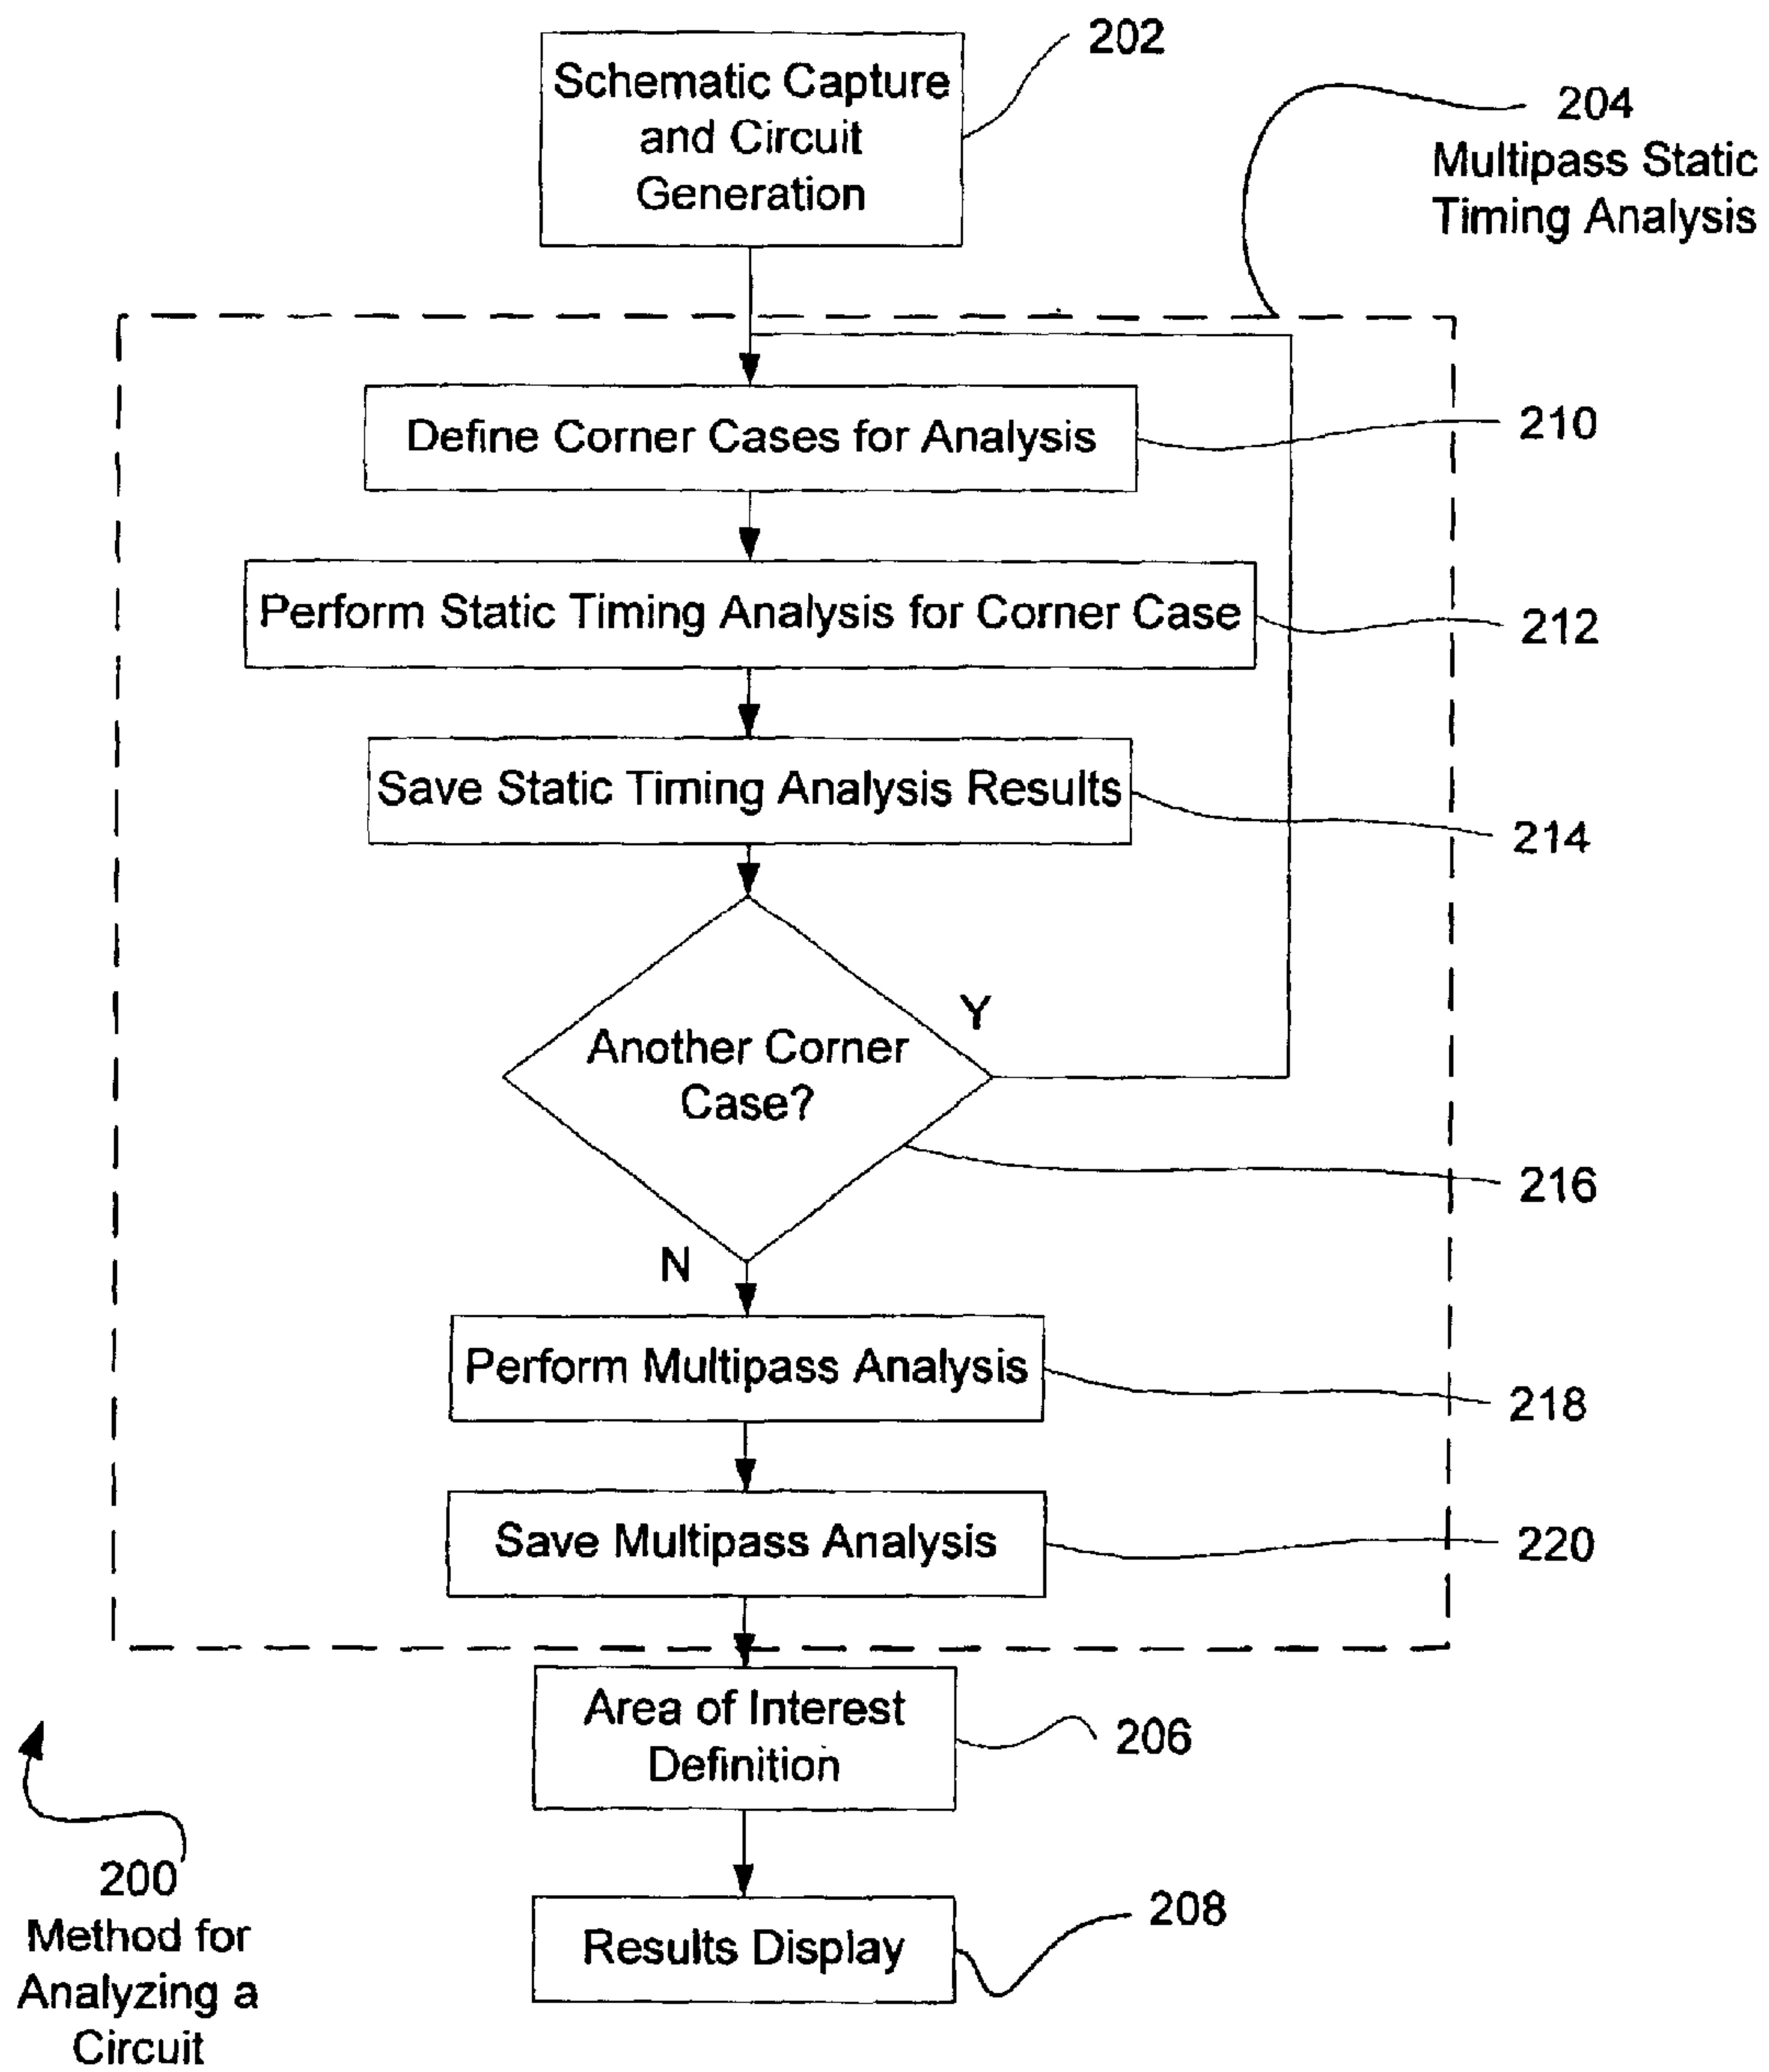 202
Schematic Capture
and Circuit
Generation
204
Multipass Static
Timing Analysis
Define Corner Cases for Analysis
210
Perform Static Timing Analysis for Corner Case
212
Save Static Timing Analysis Results
214
Y
Another Corner
Case?
216
N
Perform Multipass Analysis
218
Save Multipass Analysis
220
Area of Interest
Definition
206
200
Method for
Analyzing a
Circuit
Results Display
208